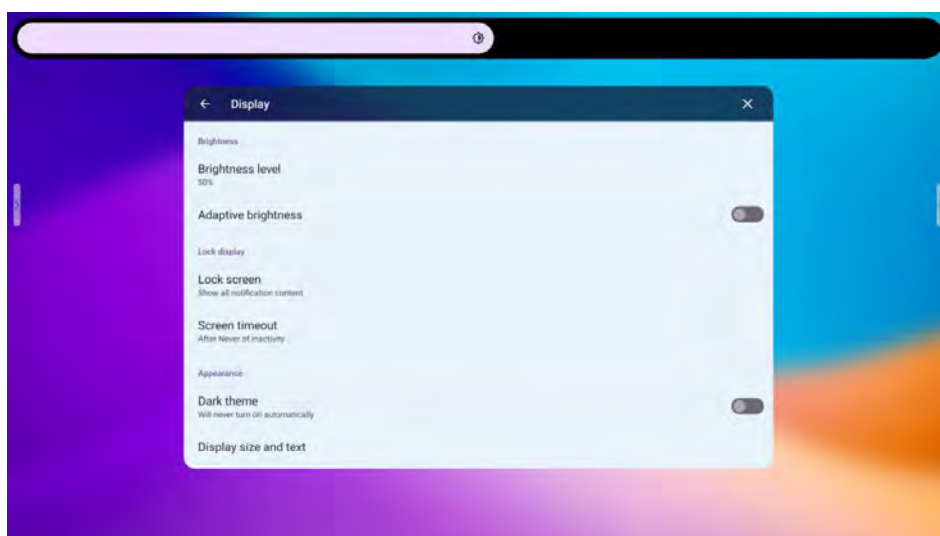 Display
Brightness
Brightness level
50%
Adaptive brightness
Lock display
Lock screen
Show all notification content
Screen timeout
After Never of inactivity
Appearance
Dark theme
Will never turn on automatically
Display size and text